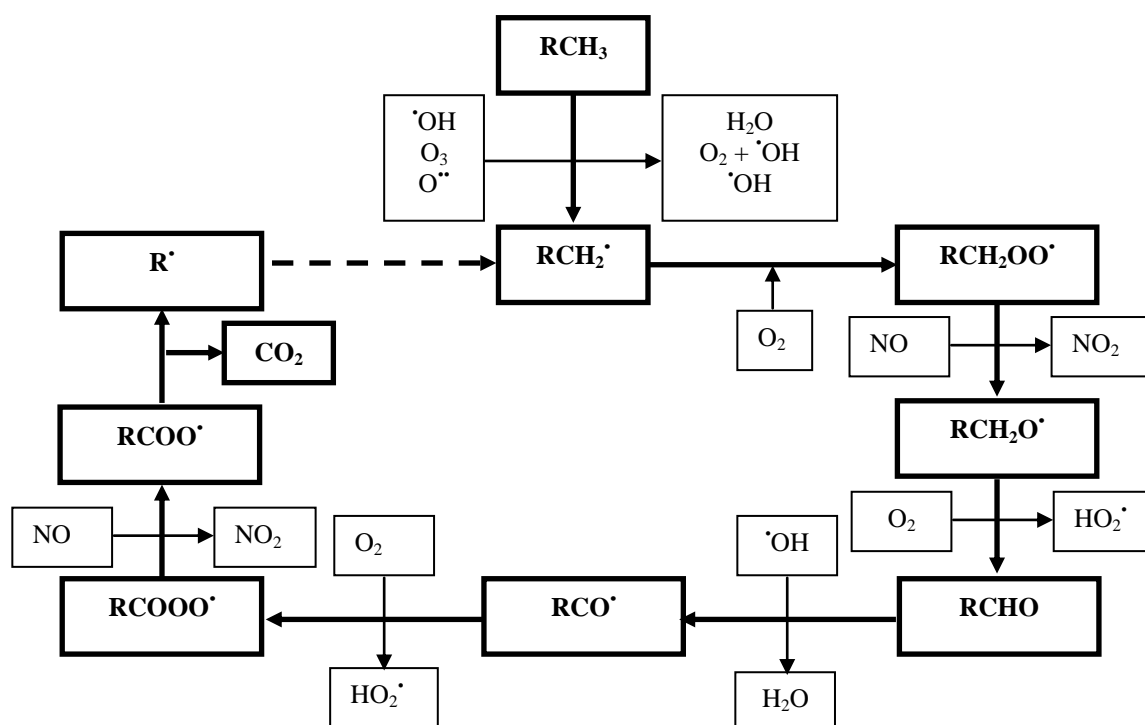 RCH₃
•OH
O₃
O••
H₂O
O₂ + •OH
•OH
R•
RCH₂•
RCH₂OO•
CO₂
O₂
NO
NO₂
RCOO•
RCH₂O•
NO
NO₂
O₂
•OH
O₂
HO₂•
RCOOO•
RCO•
RCHO
HO₂•
H₂O